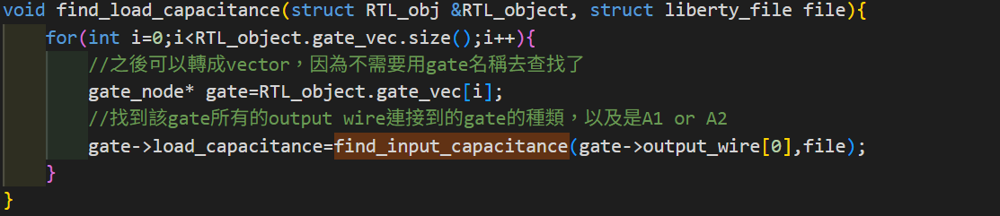 void find_load_capacitance(struct RTL_obj &RTL_object, struct liberty_file file){
    for(int i=0;i<RTL_object.gate_vec.size();i++){
        //之後可以轉成vector，因為不需要用gate名稱去查找了
        gate_node* gate=RTL_object.gate_vec[i];
        //找到該gate所有的output wire連接到的gate的種類，以及是A1 or A2
        gate->load_capacitance=find_input_capacitance(gate->output_wire[0],file);
    }
}